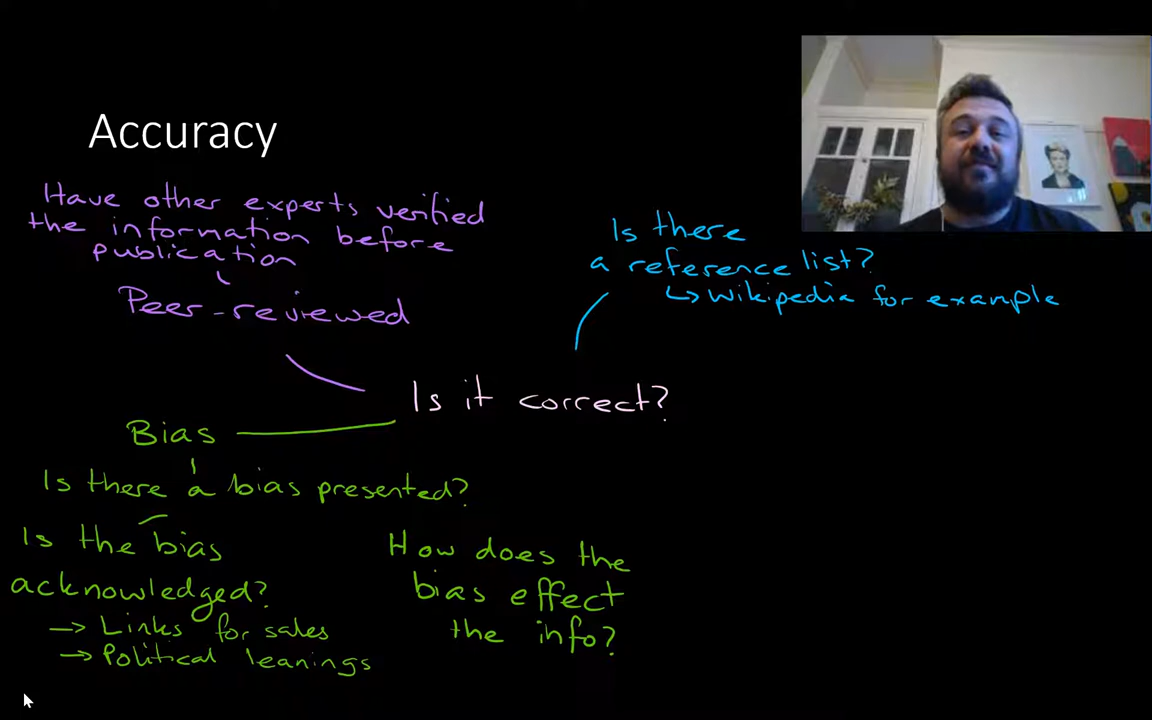 Accuracy
Have other experts verified
the information before
publication
Peer-reviewed
Is there
a reference list?
↳ Wikipedia for example
Is it correct?
Bias
Is there a bias presented?
Is the bias
acknowledged?
→ Links for sales
→ Political leanings
How does the
bias effect
the info?